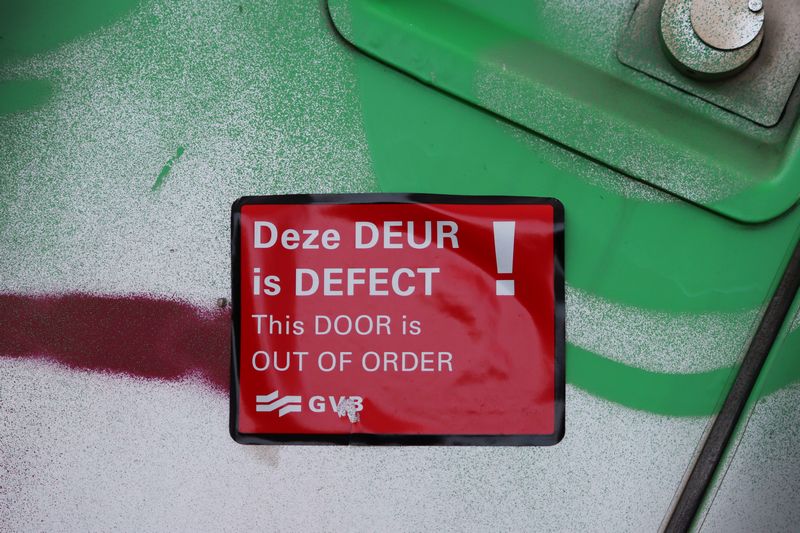 Deze DEUR !
is DEFECT
This DOOR is
OUT OF ORDER
GVB